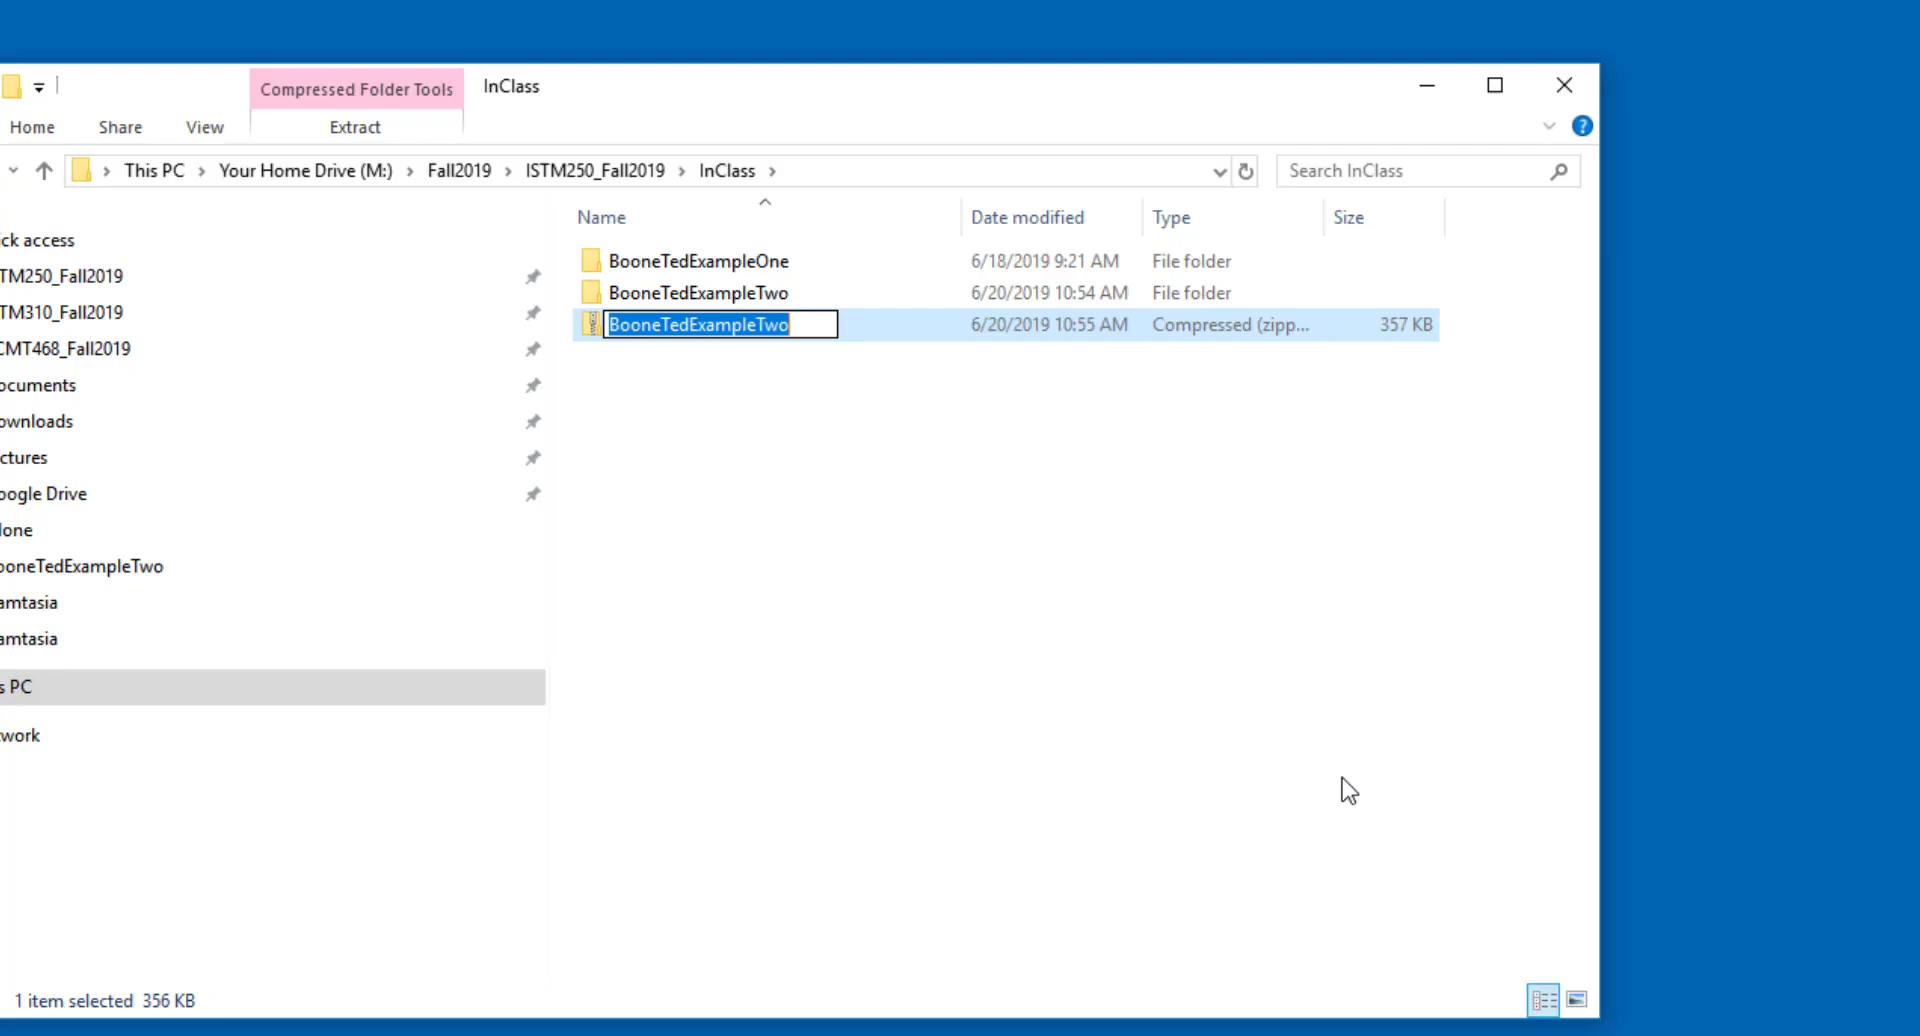 Compressed Folder Tools InClass
Home Share View Extract
?
This PC > Your Home Drive (M:) > Fall2019 > ISTM250_Fall2019 > InClass >
Search InClass
Name Date modified Type Size
ck access
TM250_Fall2019
TM310_Fall2019
CMT468_Fall2019
ocuments
ownloads
ctures
oogle Drive
lone
ooneTedExampleTwo
amtasia
amtasia
s PC
work
BooneTedExampleOne 6/18/2019 9:21 AM File folder
BooneTedExampleTwo 6/20/2019 10:54 AM File folder
BooneTedExampleTwo 6/20/2019 10:55 AM Compressed (zipp... 357 KB
1 item selected 356 KB